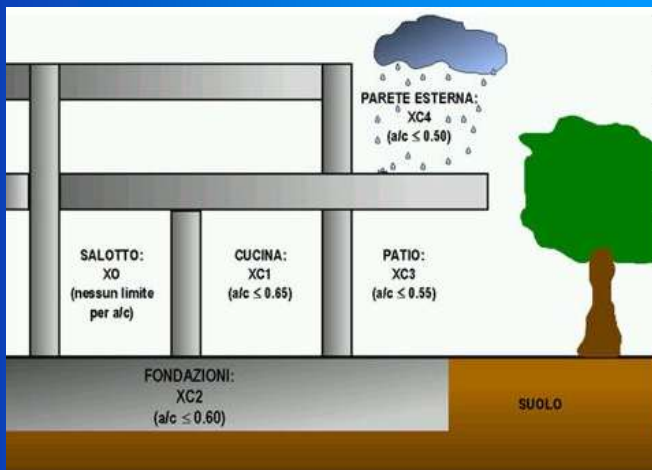 PARETE ESTERNA:
XC4
(a/c ≤ 0.50)
SALOTTO:
XO
(nessun limite
per a/c)
CUCINA:
XC1
(a/c ≤ 0.65)
PATIO:
XC3
(a/c ≤ 0.55)
FONDAZIONI:
XC2
(a/c ≤ 0.60)
SUOLO